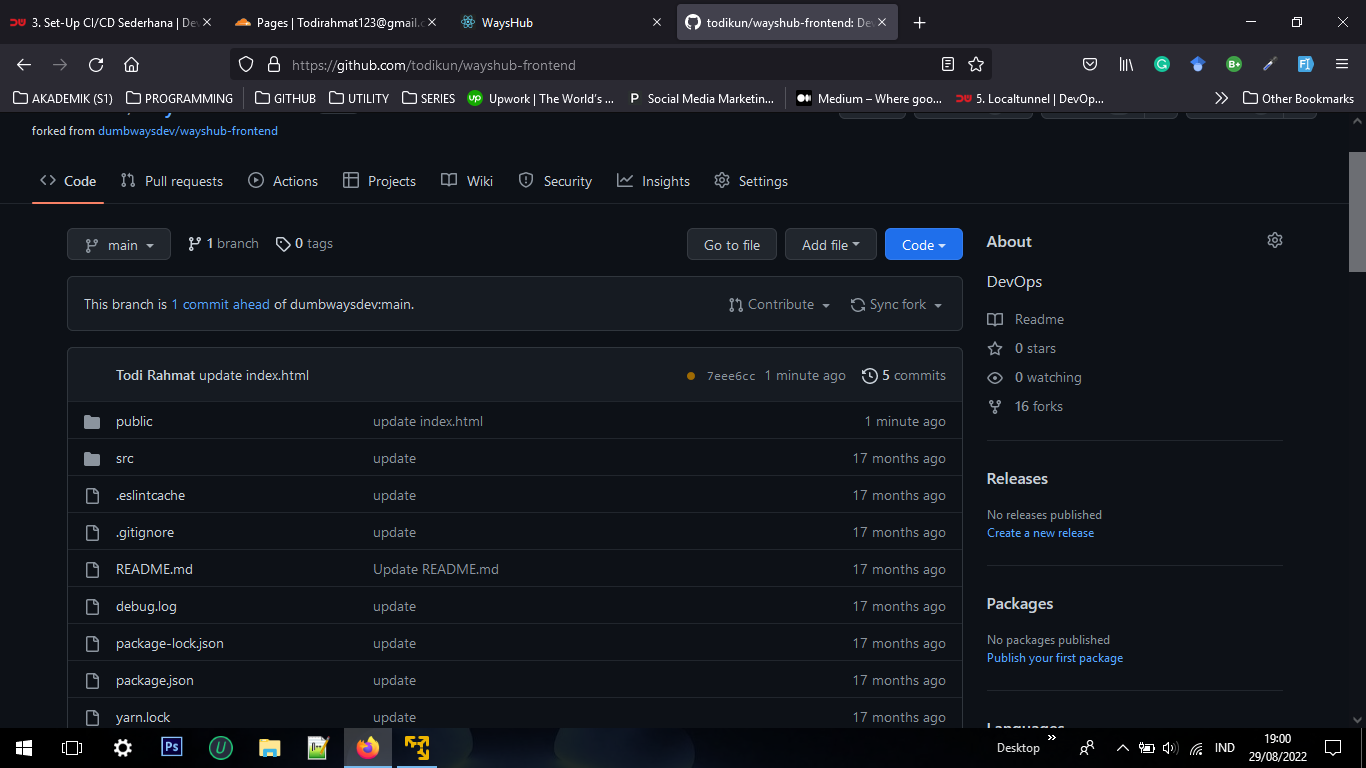 3. Set-Up CI/CD Sederhana | De
Pages | Todirahmat123@gmail.c
WaysHub
todikun/wayshub-frontend: De
https://github.com/todikun/wayshub-frontend
AKADEMIK (S1)
PROGRAMMING
GITHUB
UTILITY
SERIES
Upwork | The World's ...
Social Media Marketin...
Medium – Where goo...
5. Localtunnel | DevOp...
Other Bookmarks
forked from dumbwaysdev/wayshub-frontend
Code
Pull requests
Actions
Projects
Wiki
Security
Insights
Settings
main
1 branch
0 tags
Go to file
Add file
Code
This branch is 1 commit ahead of dumbwaysdev:main.
Contribute
Sync fork
Todi Rahmat update index.html
7eee6cc 1 minute ago
5 commits
public update index.html 1 minute ago
src update 17 months ago
.eslintcache update 17 months ago
.gitignore update 17 months ago
README.md Update README.md 17 months ago
debug.log update 17 months ago
package-lock.json update 17 months ago
package.json update 17 months ago
yarn.lock update 17 months ago
About
DevOps
Readme
0 stars
0 watching
16 forks
Releases
No releases published
Create a new release
Packages
No packages published
Publish your first package
Languages
Desktop
IND
19:00
29/08/2022